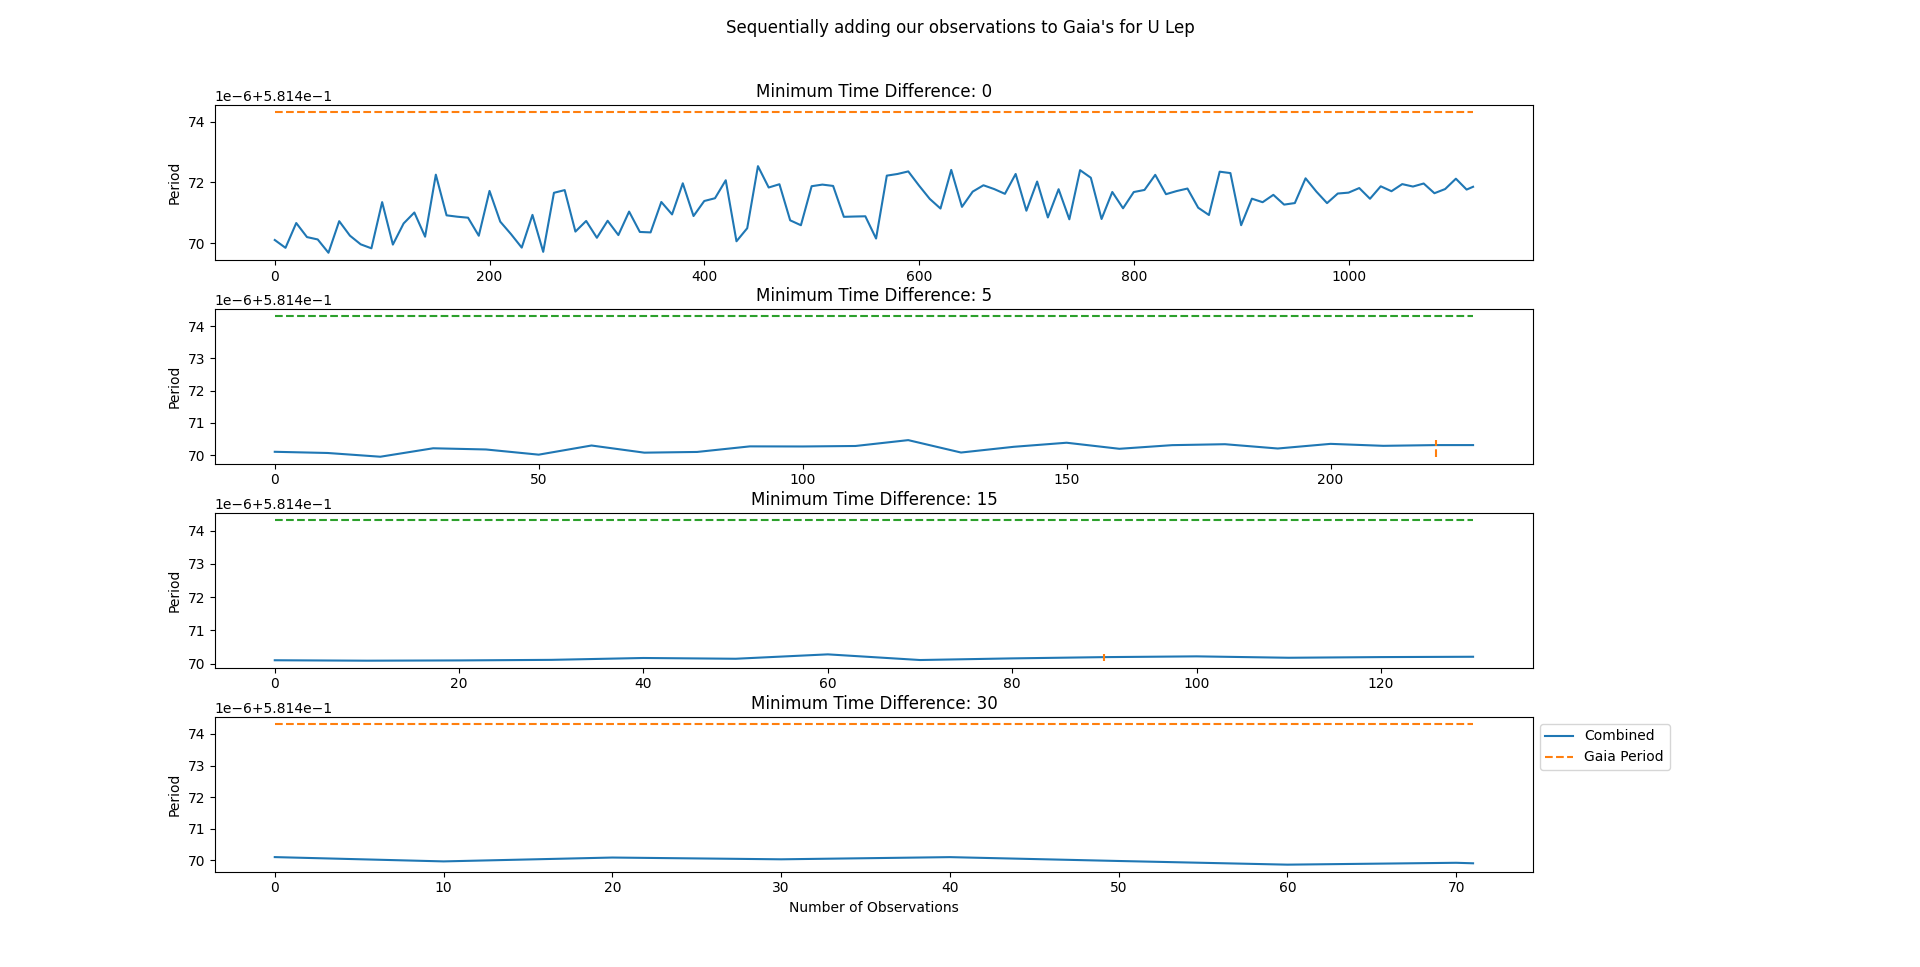 Sequentially adding our observations to Gaia's for U Lep
Minimum Time Difference: 0
1e−6+5.814e−1
74
72
70
Period
0 200 400 600 800 1000
Minimum Time Difference: 5
1e−6+5.814e−1
74
73
72
71
70
Period
0 50 100 150 200
Minimum Time Difference: 15
1e−6+5.814e−1
74
73
72
71
70
Period
0 20 40 60 80 100 120
Minimum Time Difference: 30
1e−6+5.814e−1
74
73
72
71
70
Period
0 10 20 30 40 50 60 70
Number of Observations
Combined
Gaia Period